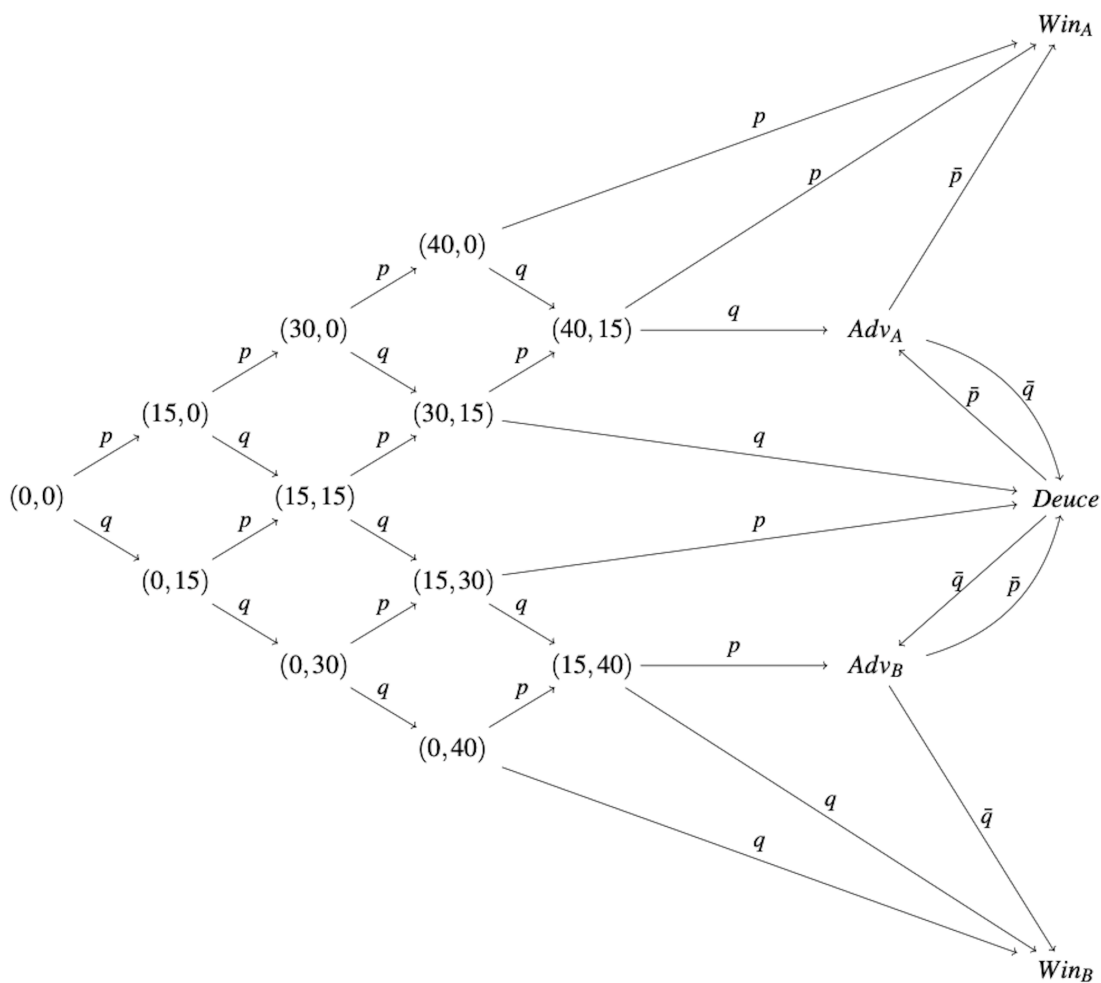 Win_A
p
p
p̄
(40,0)
p
q
(30,0)
(40,15)
q
Adv_A
p
q
p
p̄
q̄
(15,0)
(30,15)
p
q
p
q
(0,0)
(15,15)
Deuce
q
p
q
p
(0,15)
(15,30)
q̄
p̄
q
p
q
p
(0,30)
(15,40)
Adv_B
q
p
(0,40)
q
q̄
q
Win_B